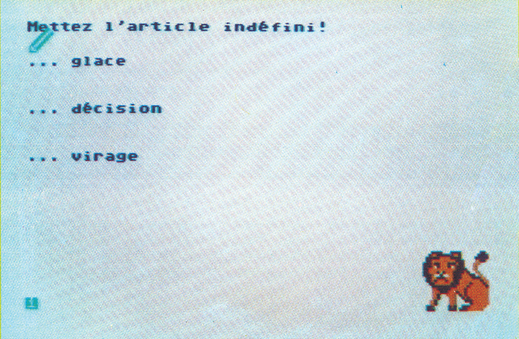 Mettez l'article indéfini!
... glace
... décision
... virage